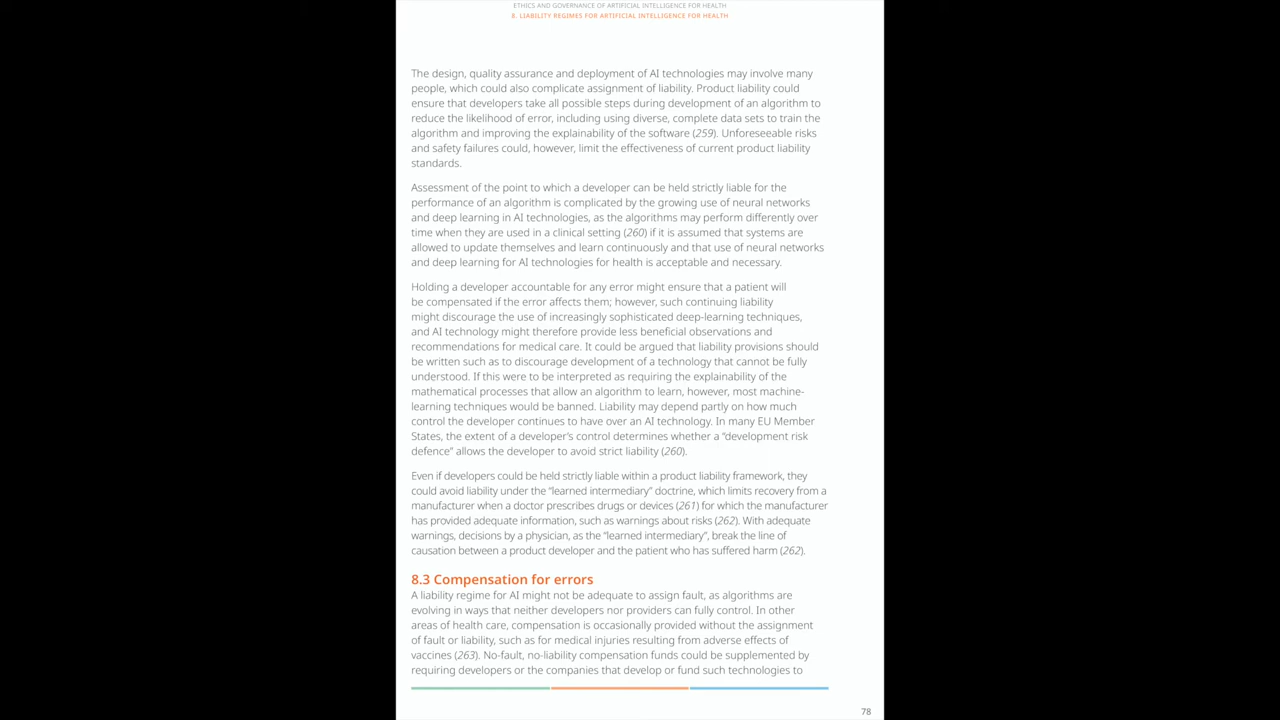 ETHICS AND GOVERNANCE OF ARTIFICIAL INTELLIGENCE FOR HEALTH
8. LIABILITY REGIMES FOR ARTIFICIAL INTELLIGENCE FOR HEALTH
The design, quality assurance and deployment of AI technologies may involve many
people, which could also complicate assignment of liability. Product liability could
ensure that developers take all possible steps during development of an algorithm to
reduce the likelihood of error, including using diverse, complete data sets to train the
algorithm and improving the explainability of the software (259). Unforeseeable risks
and safety failures could, however, limit the effectiveness of current product liability
standards.
Assessment of the point to which a developer can be held strictly liable for the
performance of an algorithm is complicated by the growing use of neural networks
and deep learning in AI technologies, as the algorithms may perform differently over
time when they are used in a clinical setting (260) if it is assumed that systems are
allowed to update themselves and learn continuously and that use of neural networks
and deep learning for AI technologies for health is acceptable and necessary.
Holding a developer accountable for any error might ensure that a patient will
be compensated if the error affects them; however, such continuing liability
might discourage the use of increasingly sophisticated deep-learning techniques,
and AI technology might therefore provide less beneficial observations and
recommendations for medical care. It could be argued that liability provisions should
be written such as to discourage development of a technology that cannot be fully
understood. If this were to be interpreted as requiring the explainability of the
mathematical processes that allow an algorithm to learn, however, most machine-
learning techniques would be banned. Liability may depend partly on how much
control the developer continues to have over an AI technology. In many EU Member
States, the extent of a developer's control determines whether a "development risk
defence" allows the developer to avoid strict liability (260).
Even if developers could be held strictly liable within a product liability framework, they
could avoid liability under the "learned intermediary" doctrine, which limits recovery from a
manufacturer when a doctor prescribes drugs or devices (261) for which the manufacturer
has provided adequate information, such as warnings about risks (262). With adequate
warnings, decisions by a physician, as the "learned intermediary", break the line of
causation between a product developer and the patient who has suffered harm (262).
8.3 Compensation for errors
A liability regime for AI might not be adequate to assign fault, as algorithms are
evolving in ways that neither developers nor providers can fully control. In other
areas of health care, compensation is occasionally provided without the assignment
of fault or liability, such as for medical injuries resulting from adverse effects of
vaccines (263). No-fault, no-liability compensation funds could be supplemented by
requiring developers or the companies that develop or fund such technologies to
78